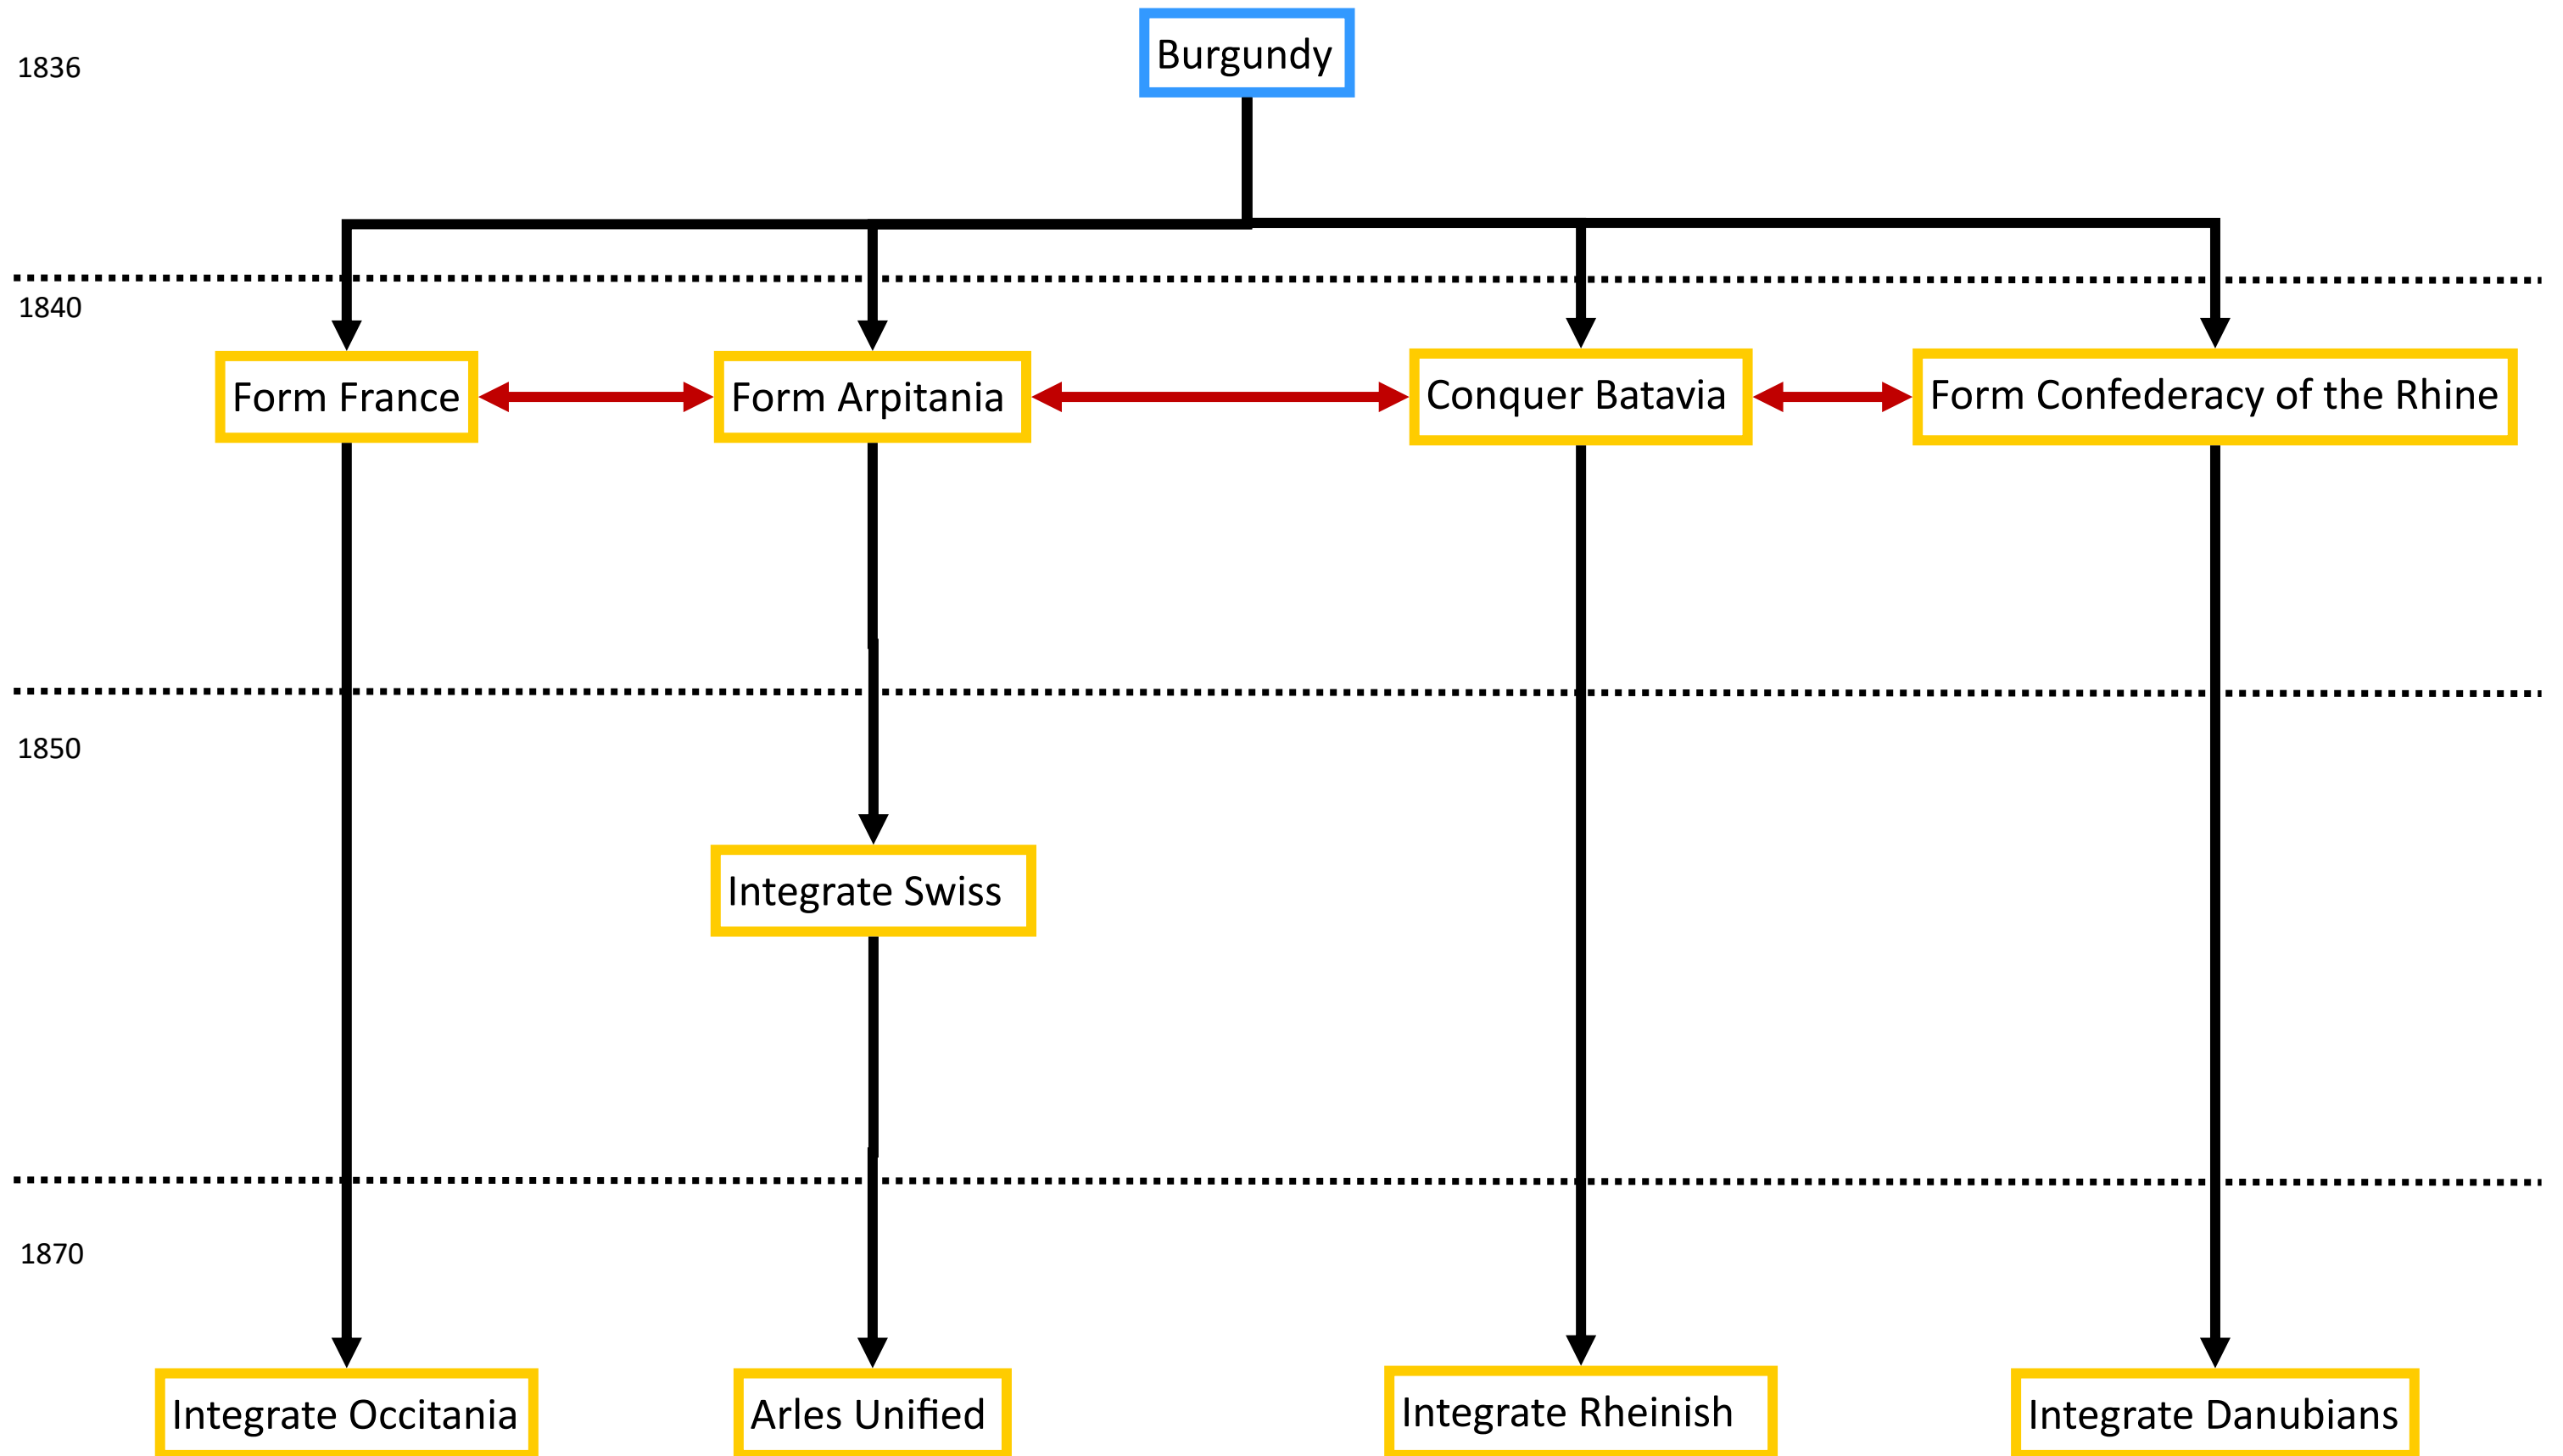 Burgundy
1836
1840
Form France
Form Arpitania
Conquer Batavia
Form Confederacy of the Rhine
1850
Integrate Swiss
1870
Integrate Occitania
Arles Unified
Integrate Rheinish
Integrate Danubians